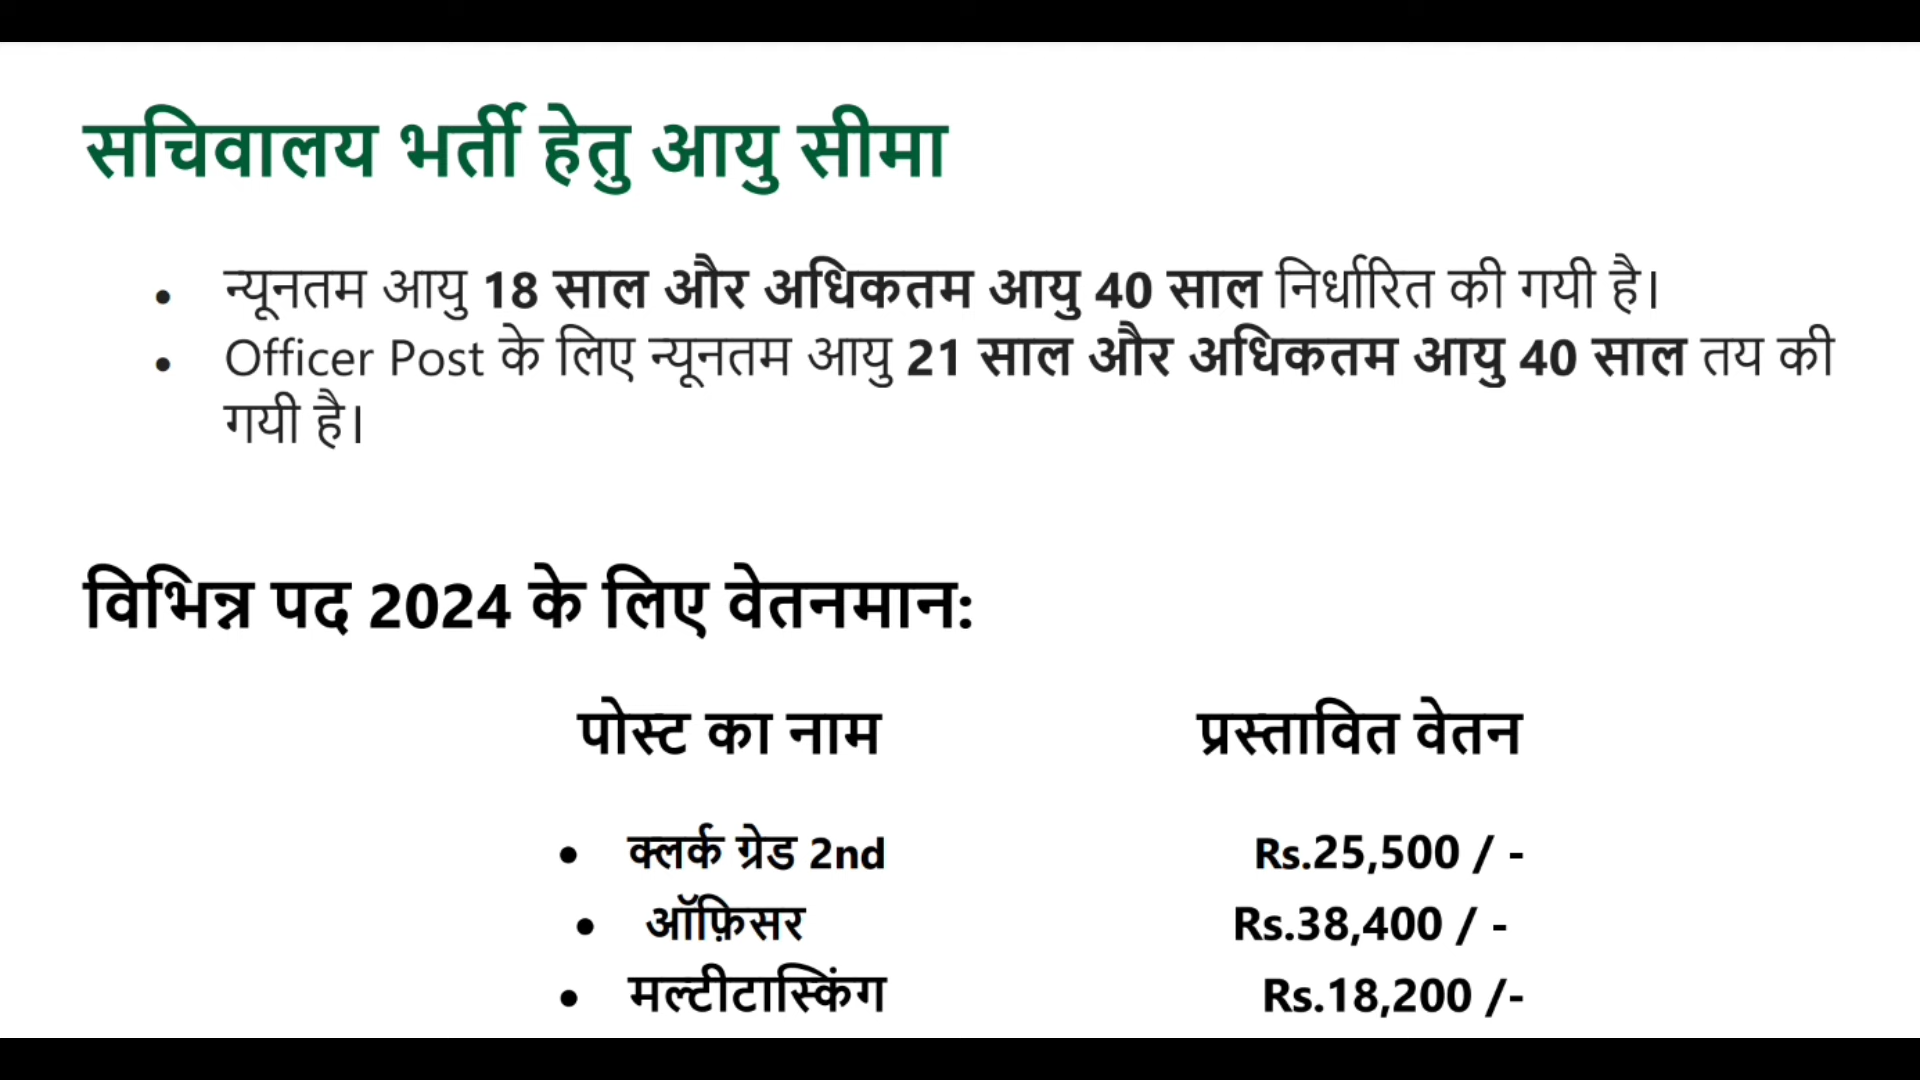 सचिवालय भर्ती हेतु आयु सीमा
• न्यूनतम आयु 18 साल और अधिकतम आयु 40 साल निर्धारित की गयी है।
• Officer Post के लिए न्यूनतम आयु 21 साल और अधिकतम आयु 40 साल तय की
गयी है।
विभिन्न पद 2024 के लिए वेतनमान:
पोस्ट का नाम प्रस्तावित वेतन
• क्लर्क ग्रेड 2nd Rs.25,500 / -
• ऑफ़िसर Rs.38,400 / -
• मल्टीटास्किंग Rs.18,200 /-